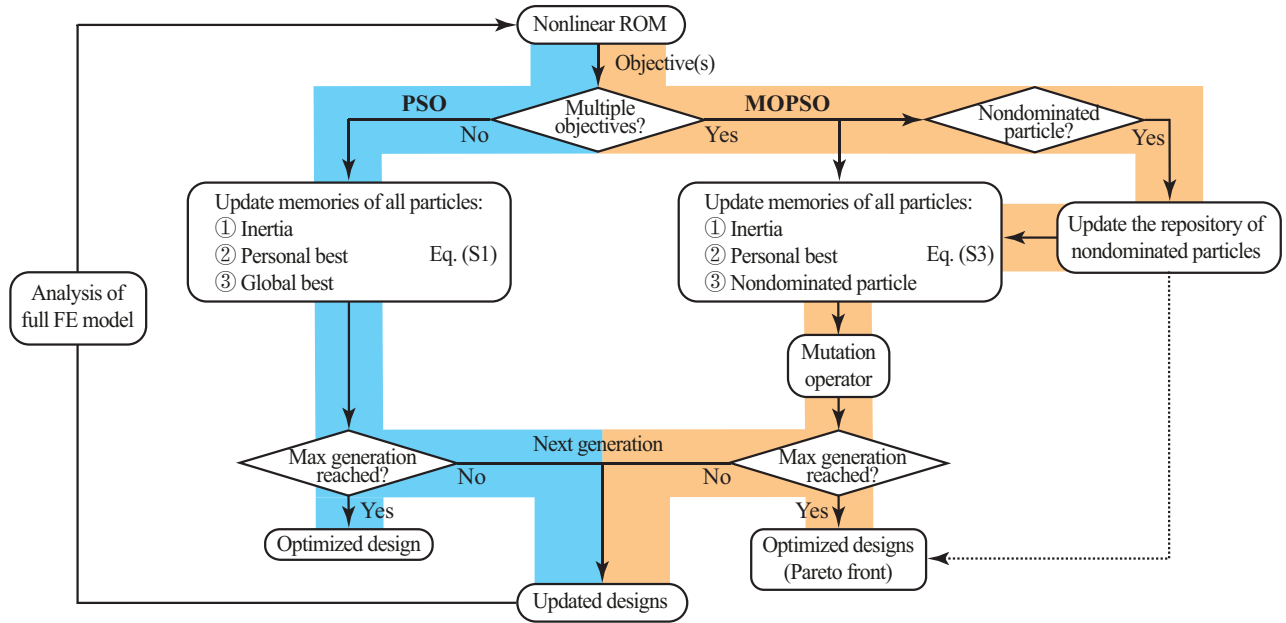 Nonlinear ROM
Objective(s)
PSO
MOPSO
Multiple
objectives?
No
Yes
Nondominated
particle?
Yes
Update memories of all particles:
① Inertia
② Personal best Eq. (S1)
③ Global best
Update memories of all particles:
① Inertia
② Personal best Eq. (S3)
③ Nondominated particle
Update the repository of
nondominated particles
Analysis of
full FE model
Mutation
operator
Next generation
Max generation
reached?
No
Yes
Max generation
reached?
No
Yes
Optimized design
Optimized designs
(Pareto front)
Updated designs